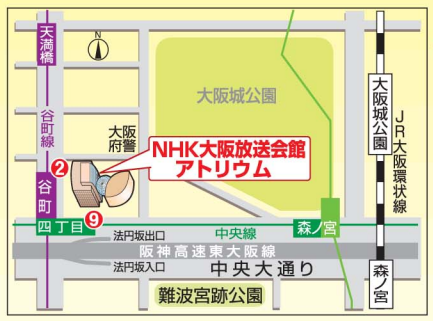 天満橋
N
谷町線
大阪府警
大阪城公園
NHK大阪放送会館
アトリウム
大阪城公園
JR大阪環状線
2
谷町
四丁目
9
法円坂出口
中央線
森ノ宮
阪神高速東大阪線
法円坂入口
中央大通り
森ノ宮
難波宮跡公園